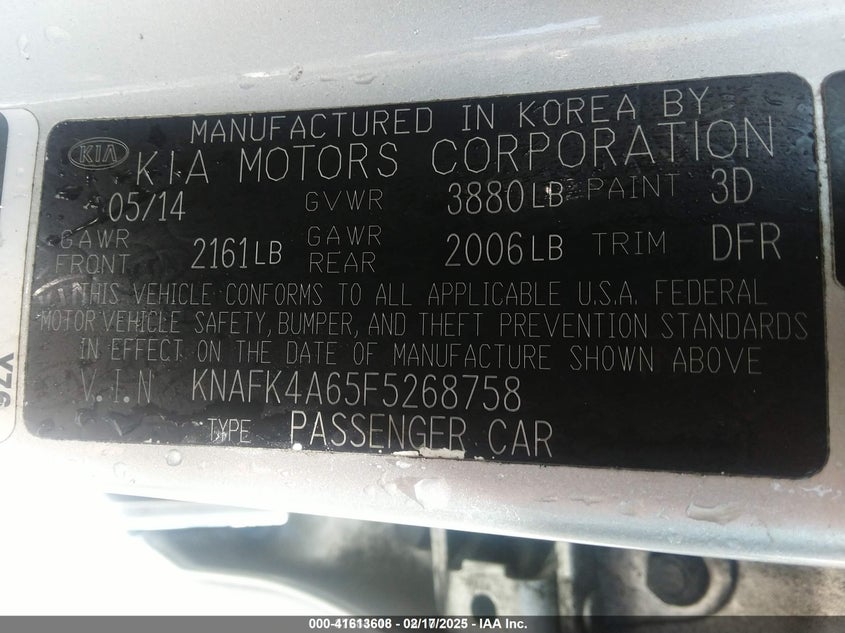 MANUFACTURED IN KOREA BY
KIA KIA MOTORS CORPORATION
05/14 GVWR 3880LB PAINT 3D
GAWR FRONT 2161LB GAWR REAR 2006LB TRIM DFR
THIS VEHICLE CONFORMS TO ALL APPLICABLE U.S.A. FEDERAL
MOTOR VEHICLE SAFETY, BUMPER, AND THEFT PREVENTION STANDARDS
IN EFFECT ON THE DATE OF MANUFACTURE SHOWN ABOVE
V.I.N KNAFK4A65F5268758
TYPE PASSENGER CAR
000-41613608 - 02/17/2025 - IAA Inc.